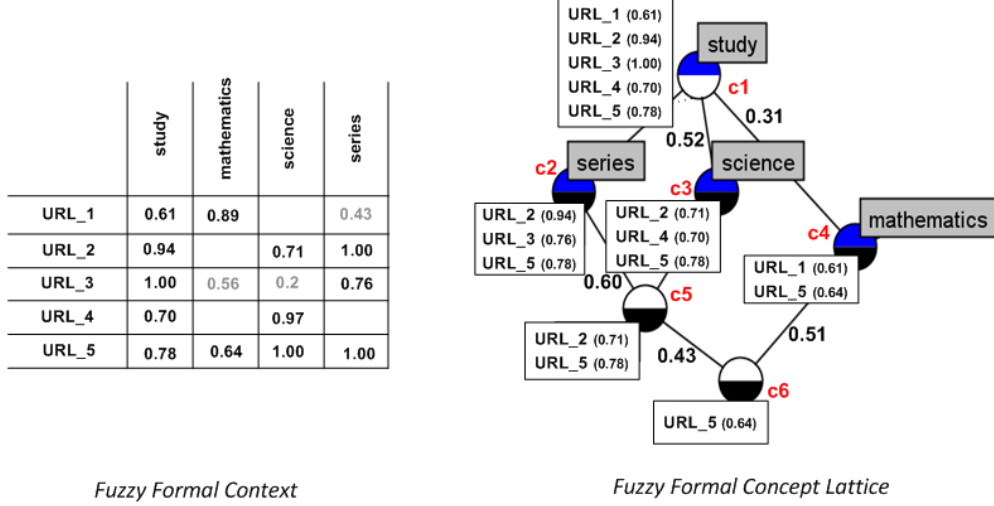 study mathematics science series
URL_1 0.61 0.89 0.43
URL_2 0.94 0.71 1.00
URL_3 1.00 0.56 0.2 0.76
URL_4 0.70 0.97
URL_5 0.78 0.64 1.00 1.00
Fuzzy Formal Context
URL_1 (0.61)
URL_2 (0.94)
URL_3 (1.00)
URL_4 (0.70)
URL_5 (0.78)
study
c1
0.31
0.52
c2
series
c3
science
URL_2 (0.94)
URL_3 (0.76)
URL_5 (0.78)
URL_2 (0.71)
URL_4 (0.70)
URL_5 (0.78)
c4
mathematics
URL_1 (0.61)
URL_5 (0.64)
0.60
c5
URL_2 (0.71)
URL_5 (0.78)
0.43
0.51
c6
URL_5 (0.64)
Fuzzy Formal Concept Lattice